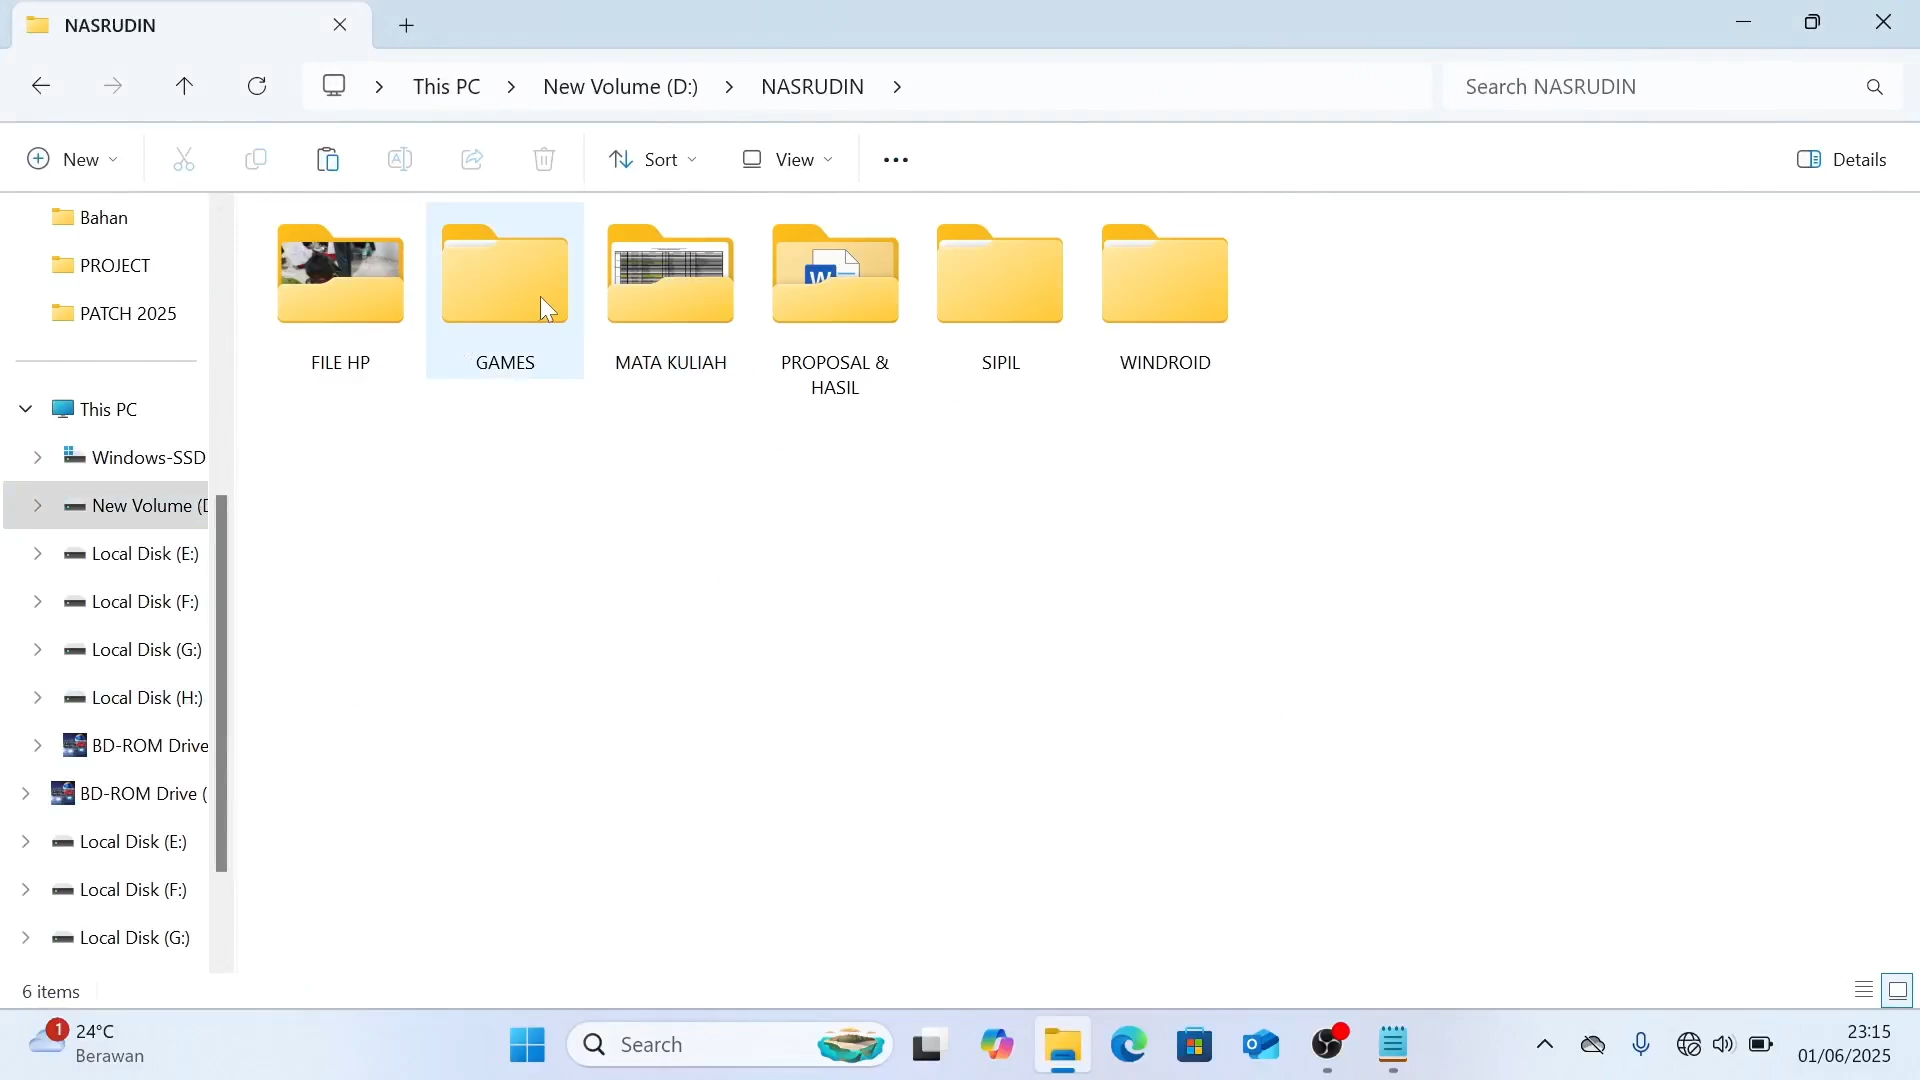 NASRUDIN
This PC
New Volume (D:)
NASRUDIN
Search NASRUDIN
New
Sort
View
Details
Bahan
PROJECT
PATCH 2025
This PC
Windows-SSD
New Volume (D
Local Disk (E:)
Local Disk (F:)
Local Disk (G:)
Local Disk (H:)
BD-ROM Drive
BD-ROM Drive (
Local Disk (E:)
Local Disk (F:)
Local Disk (G:)
FILE HP
GAMES
MATA KULIAH
PROPOSAL &
HASIL
SIPIL
WINDROID
6 items
1
24°C
Berawan
Search
23:15
01/06/2025